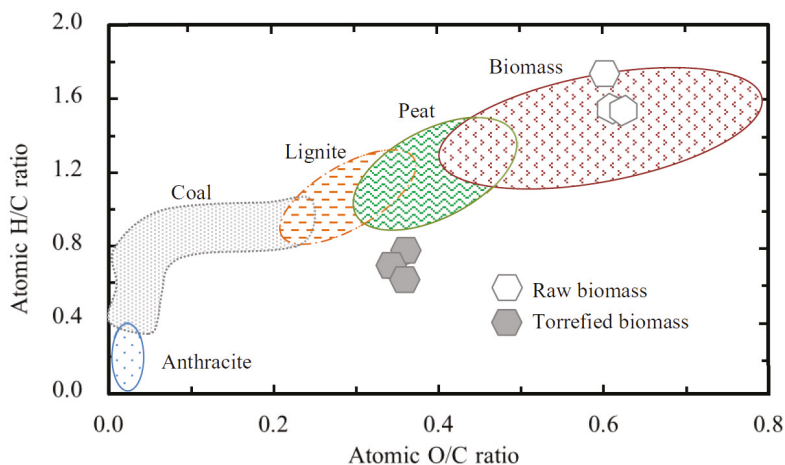 2.0
1.6
1.2
0.8
0.4
0.0
Atomic H/C ratio
Biomass
Peat
Lignite
Coal
Anthracite
Raw biomass
Torrefied biomass
0.0 0.2 0.4 0.6 0.8
Atomic O/C ratio